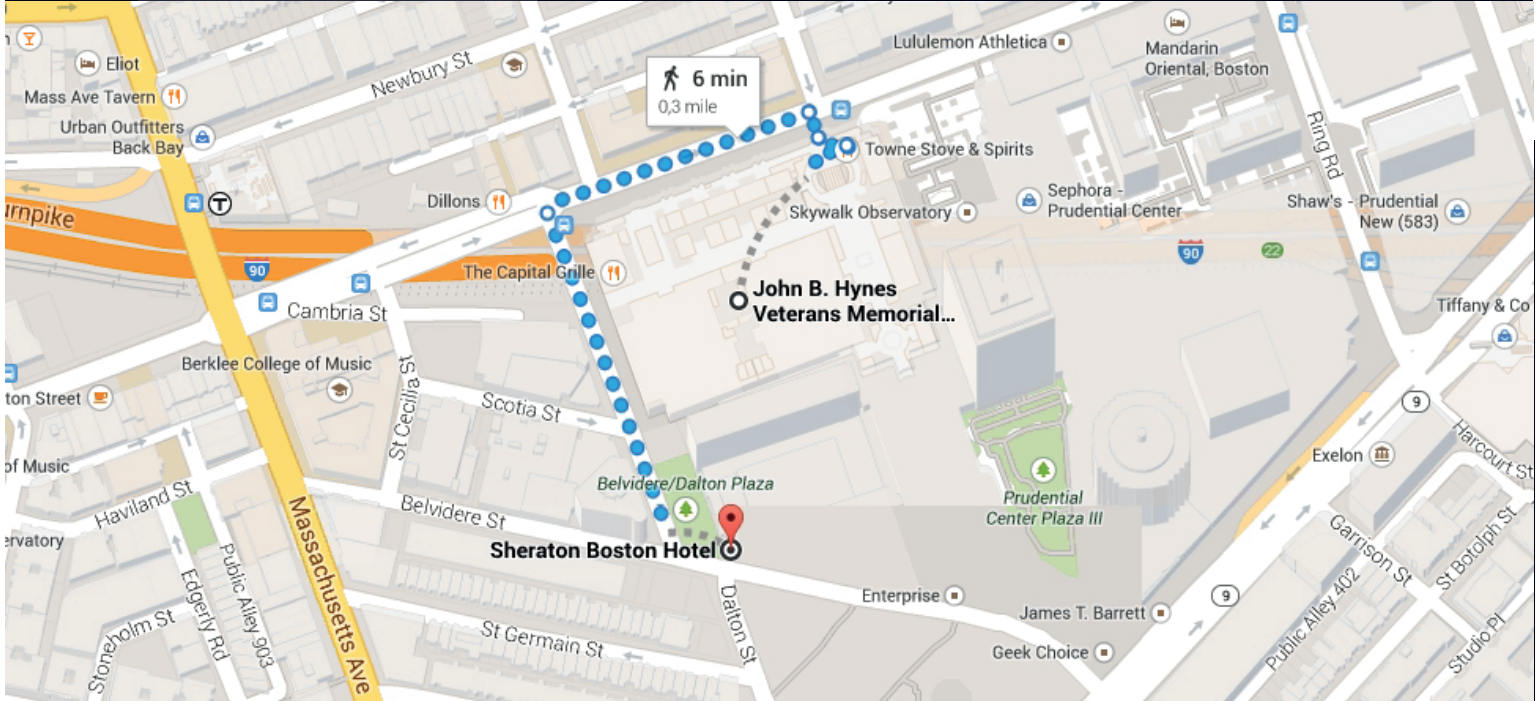 Eliot
Mass Ave Tavern
Urban Outfitters
Back Bay
Newbury St
6 min
0,3 mile
Lululemon Athletica
Mandarin
Oriental, Boston
Ring Rd
Towne Stove & Spirits
Sephora -
Prudential Center
Skywalk Observatory
Shaw's - Prudential
New (583)
Dillons
urnpike
90
T
The Capital Grille
90
22
Cambria St
John B. Hynes
Veterans Memorial...
Tiffany & Co
Berklee College of Music
ton Street
St Cecilia St
Scotia St
9
of Music
Haviland St
Belvidere/Dalton Plaza
Exelon
Harcourt St
Prudential
Center Plaza III
Belvidere St
Massachusetts Ave
ervatory
Sheraton Boston Hotel
Public Alley 903
Edgerly Rd
Stoneholm St
St Germain St
Dalton St
Enterprise
James T. Barrett
9
Geek Choice
Garrison St
St Botolph St
Public Alley 402
Studio Pl